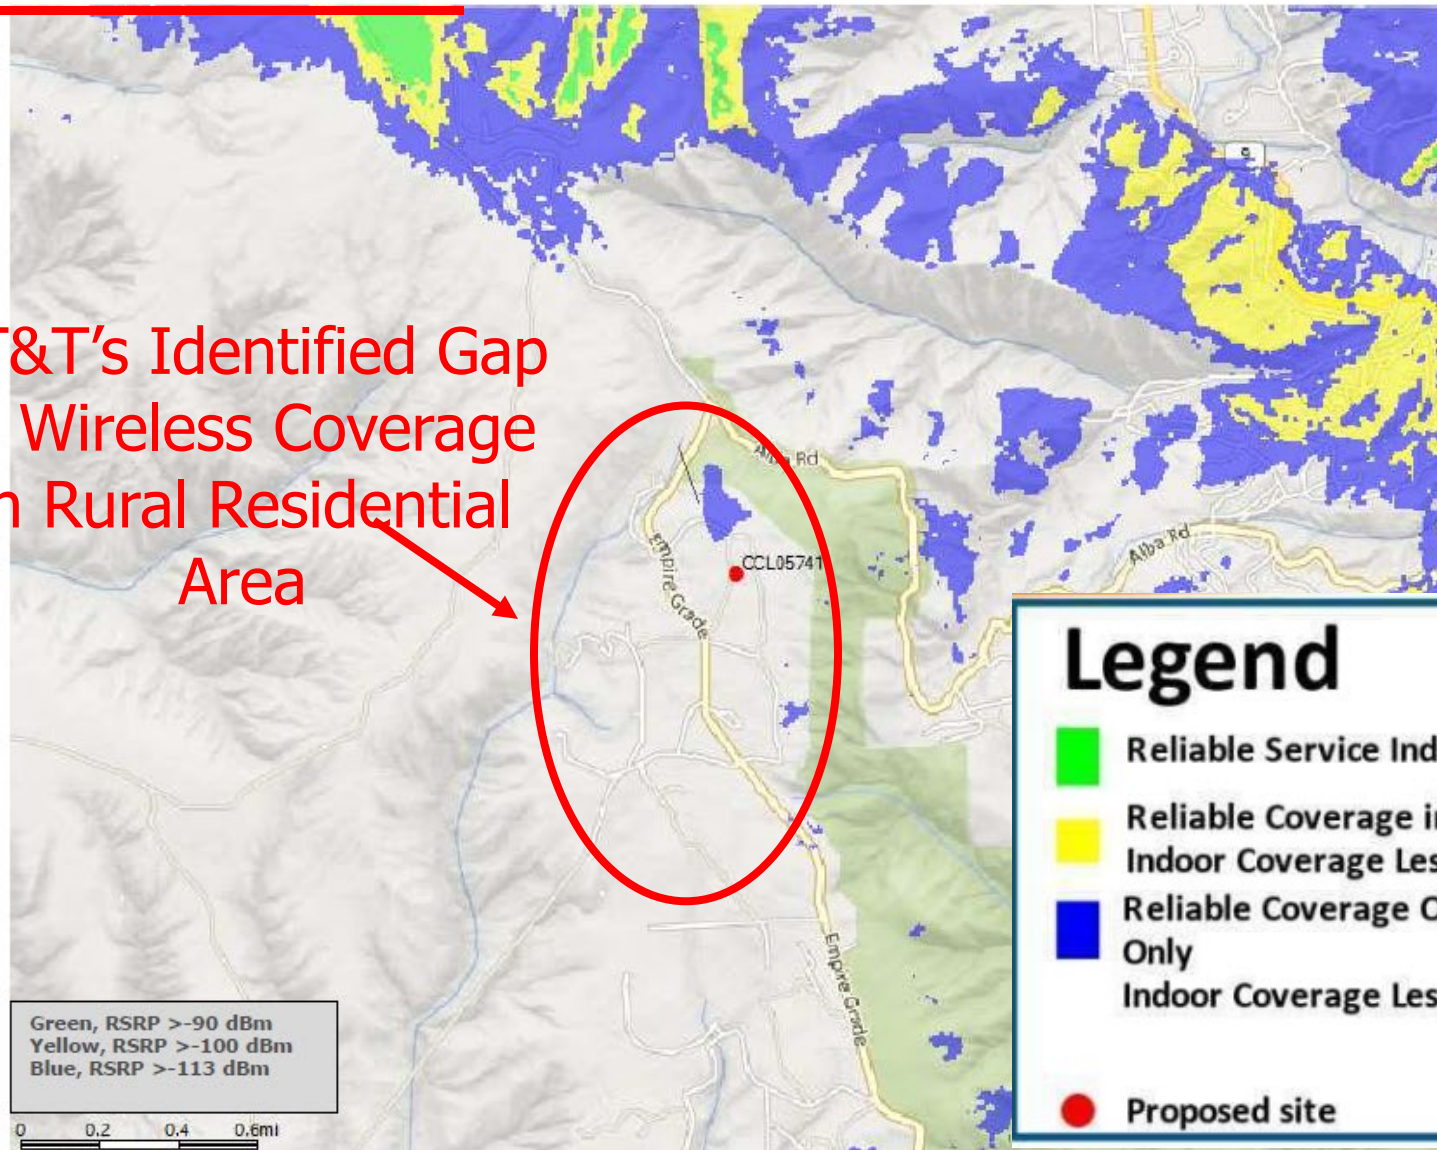 T&T’s Identified Gap
Wireless Coverage
n Rural Residential
Area
9
Alba Rd
Empire Grade
CCL05741
Alba Rd
Empire Grade
Legend
Reliable Service Ind
Reliable Coverage i
Indoor Coverage Les
Reliable Coverage O
Only
Indoor Coverage Les
Proposed site
Green, RSRP >-90 dBm
Yellow, RSRP >-100 dBm
Blue, RSRP >-113 dBm
0 0.2 0.4 0.6mi